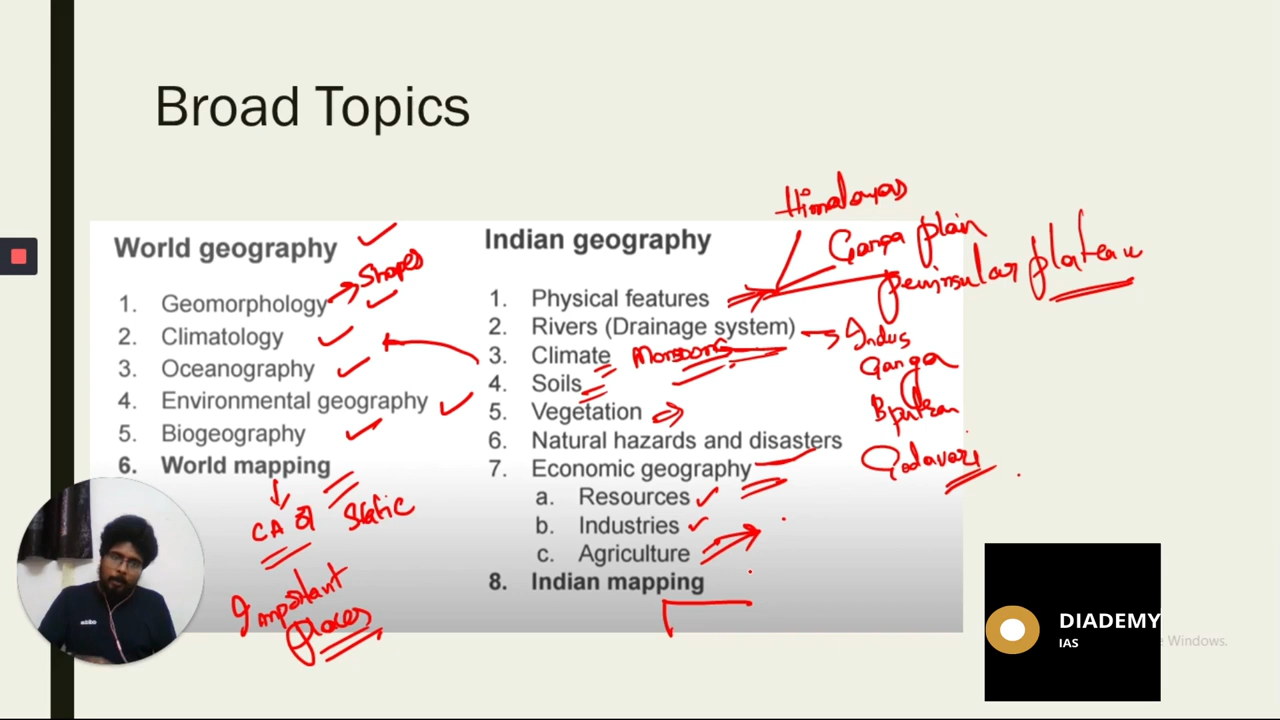 Broad Topics
World geography
1. Geomorphology
Shapes
2. Climatology
3. Oceanography
4. Environmental geography
5. Biogeography
6. World mapping
CA
Static
Important
places
Indian geography
1. Physical features
Himalayas
Ganga plain
peninsular plateau
2. Rivers (Drainage system)
Indus
Ganga
Godavari
3. Climate Monsoons
4. Soils
5. Vegetation
6. Natural hazards and disasters
7. Economic geography
a. Resources
b. Industries
c. Agriculture
8. Indian mapping
DIADEMY
IAS
Windows.